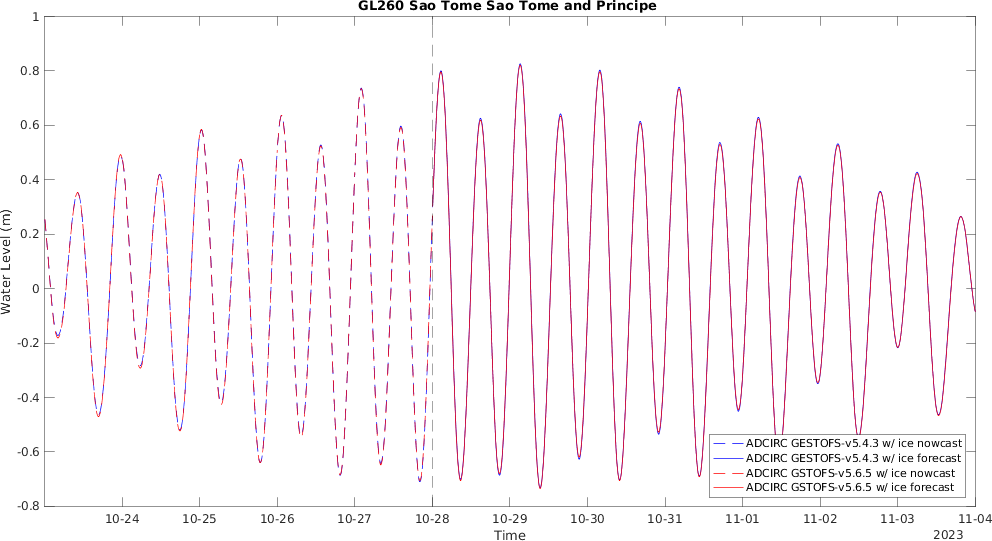 GL260 Sao Tome Sao Tome and Principe
Water Level (m)
1
0.8
0.6
0.4
0.2
0
-0.2
-0.4
-0.6
-0.8
ADCIRC GESTOFS-v5.4.3 w/ ice nowcast
ADCIRC GESTOFS-v5.4.3 w/ ice forecast
ADCIRC GSTOFS-v5.6.5 w/ ice nowcast
ADCIRC GSTOFS-v5.6.5 w/ ice forecast
10-24 10-25 10-26 10-27 10-28 10-29 10-30 10-31 11-01 11-02 11-03 11-04
Time
2023